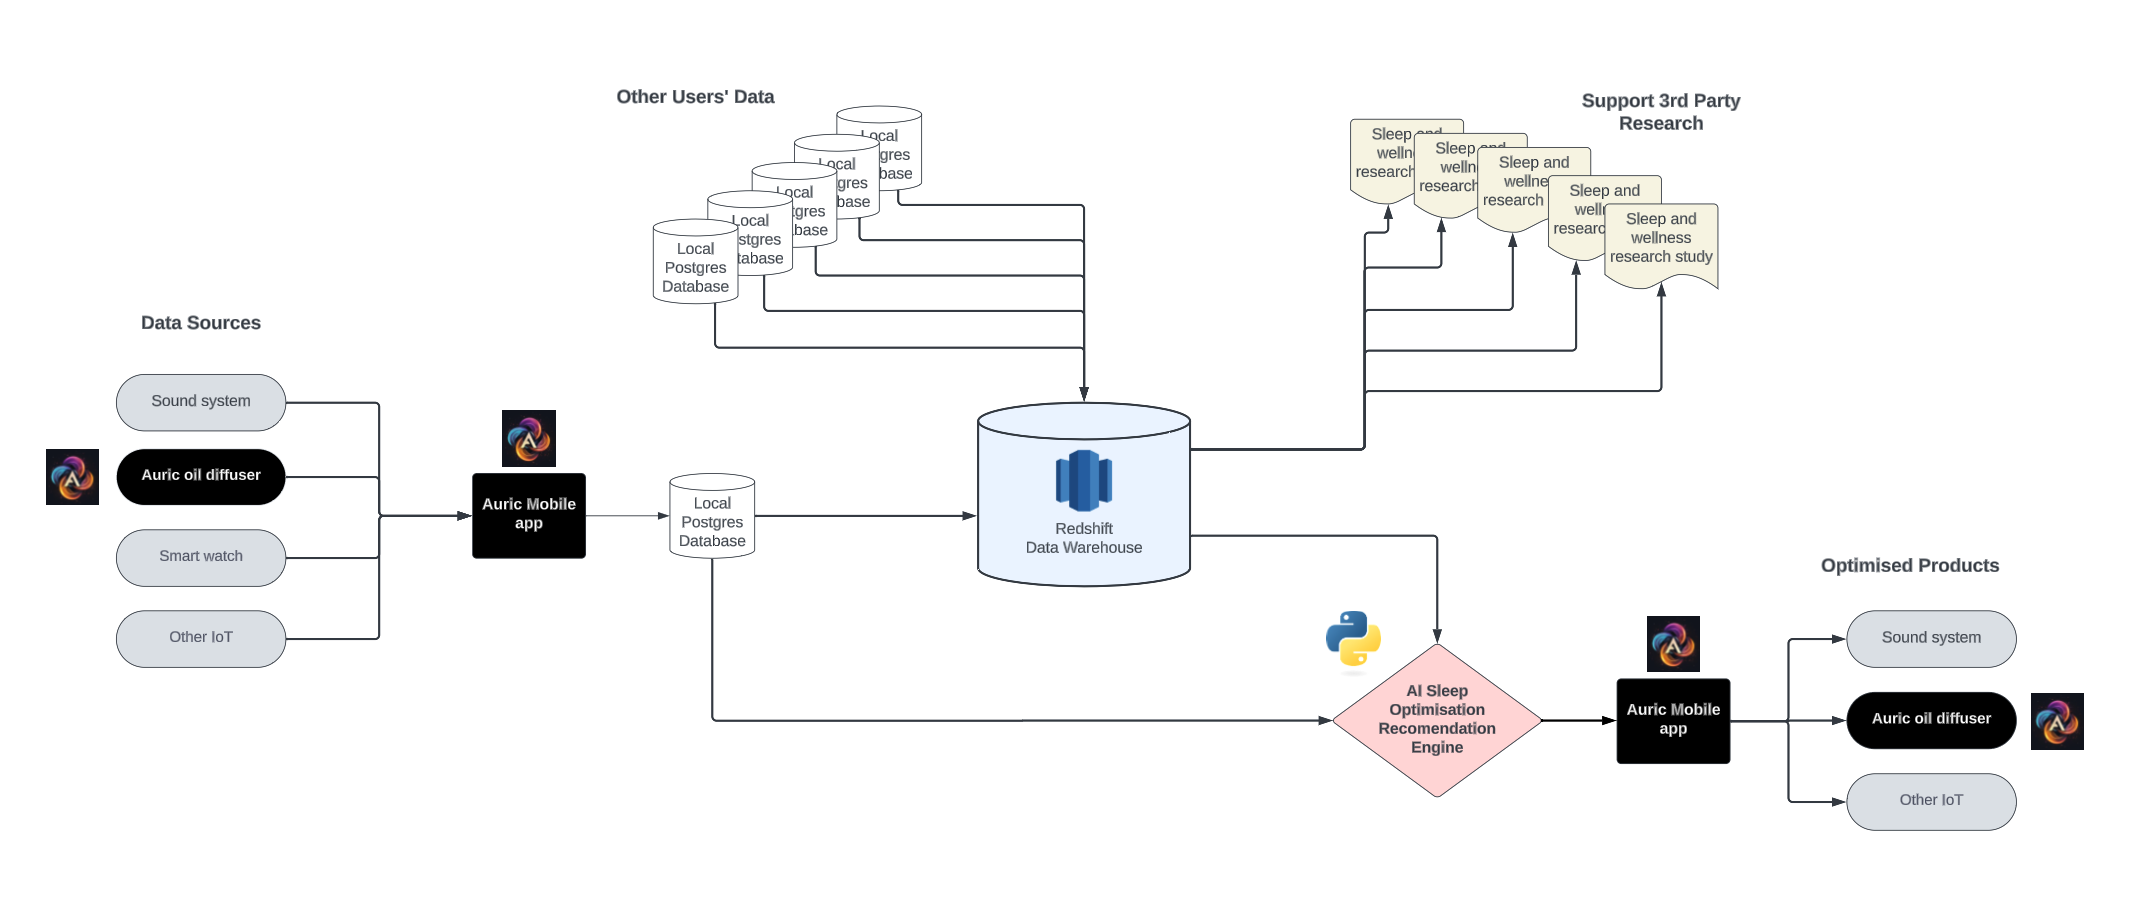 Other Users' Data
Local
Local
gres
base
Local
gres
base
Local
tgres
base
Local
stgres
tabase
Local
Postgres
Database
Support 3rd Party
Research
Sleep and
welln
research
Sleep and
welln
research
Sleep and
wellne
research
Sleep and
welln
researc
Sleep and
wellness
research study
Data Sources
Sound system
Auric oil diffuser
Smart watch
Other IoT
A
A
Auric Mobile
app
Local
Postgres
Database
Redshift
Data Warehouse
AI Sleep
Optimisation
Recomendation
Engine
A
Auric Mobile
app
Optimised Products
Sound system
Auric oil diffuser
A
Other IoT